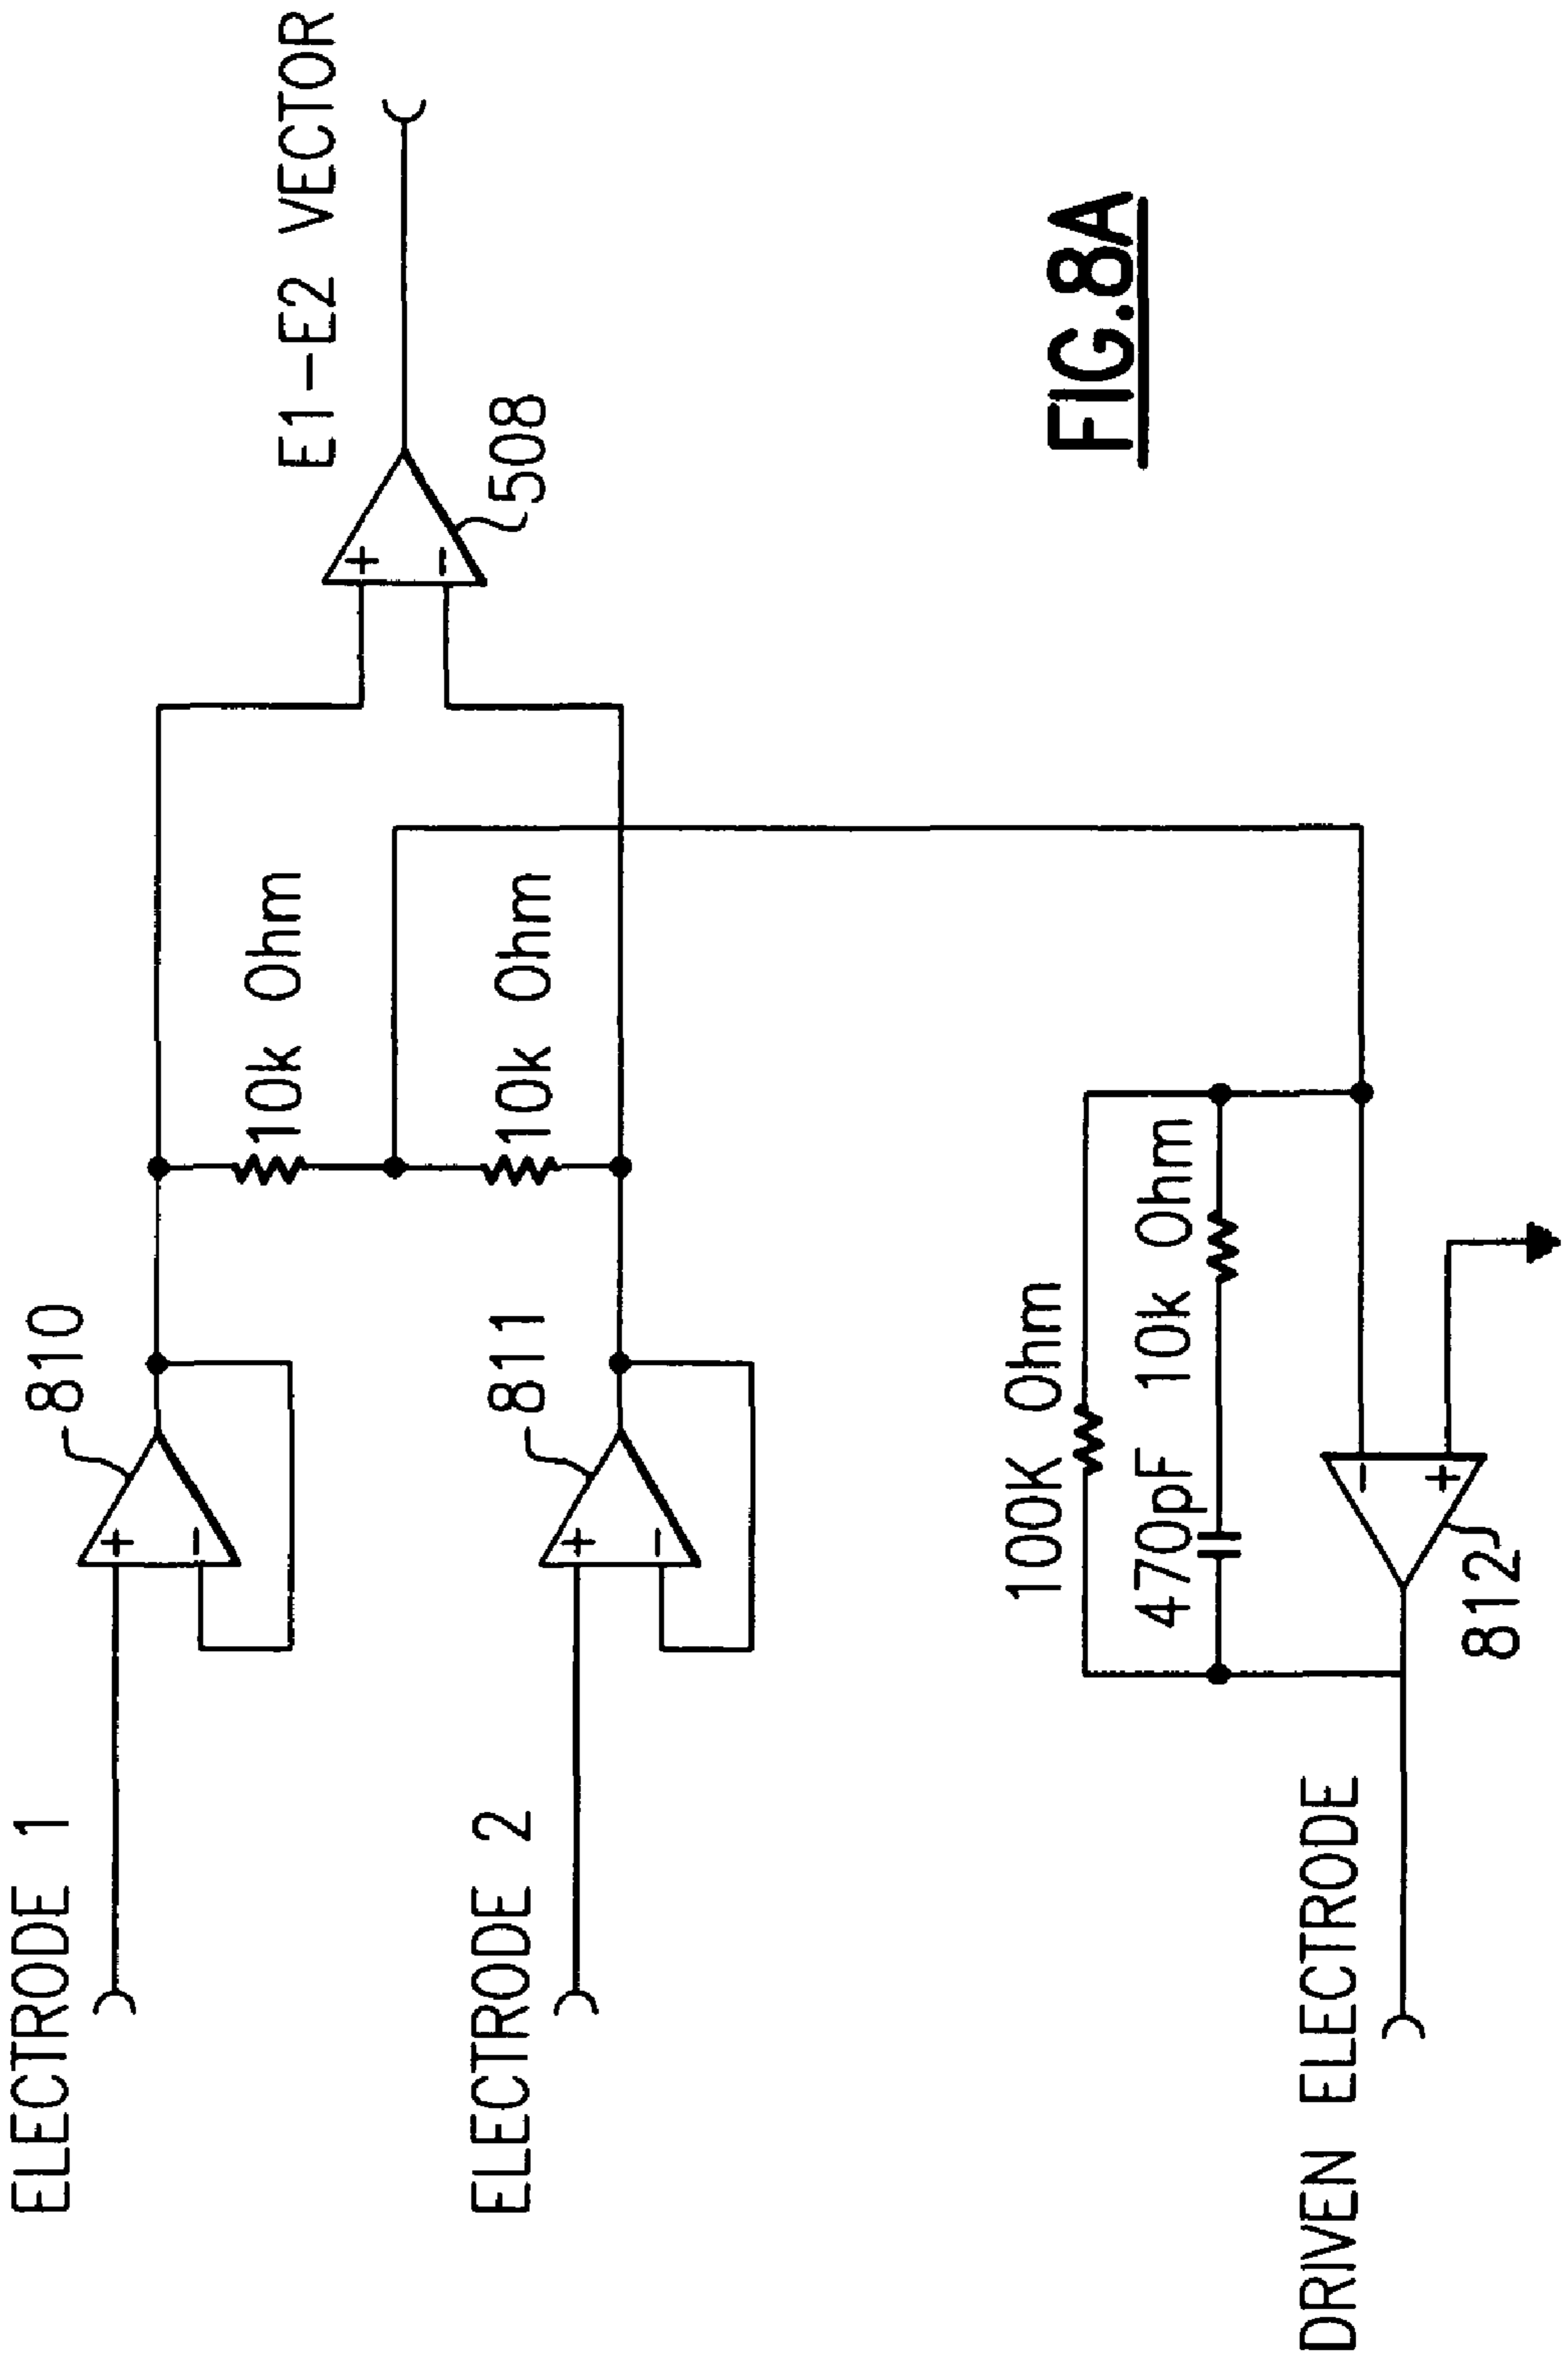 ELECTRODE 1
810
E1-E2 VECTOR
+
-
10k Ohm
+
-
508
ELECTRODE 2
811
10k Ohm
+
-
100K Ohm
470pF 10k Ohm
DRIVEN ELECTRODE
-
+
812
FIG.8A